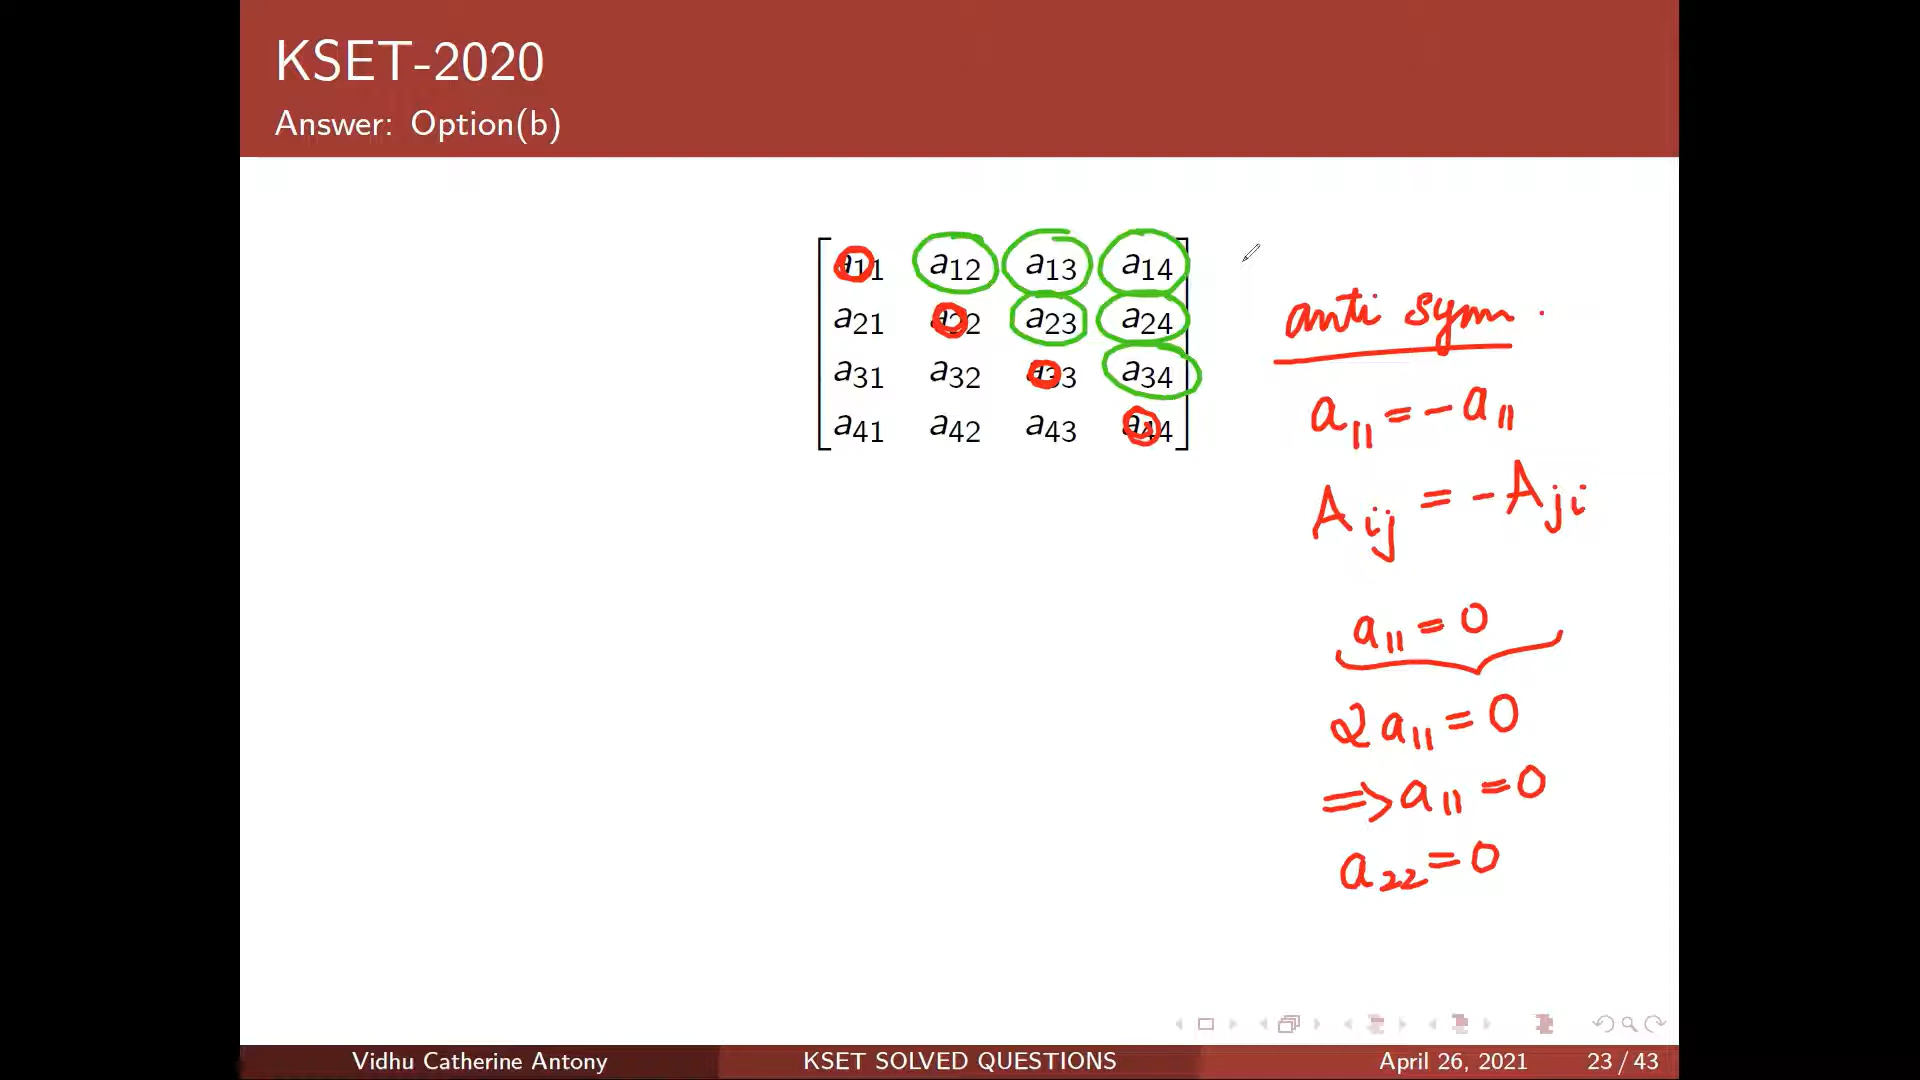 KSET-2020
Answer: Option(b)
a11 a12 a13 a14
a21 a22 a23 a24
a31 a32 a33 a34
a41 a42 a43 a44
anti sym.
a11 = -a11
Aij = -Aji
a11 = 0
2a11 = 0
=> a11 = 0
a22 = 0
Vidhu Catherine Antony KSET SOLVED QUESTIONS April 26, 2021 23 / 43